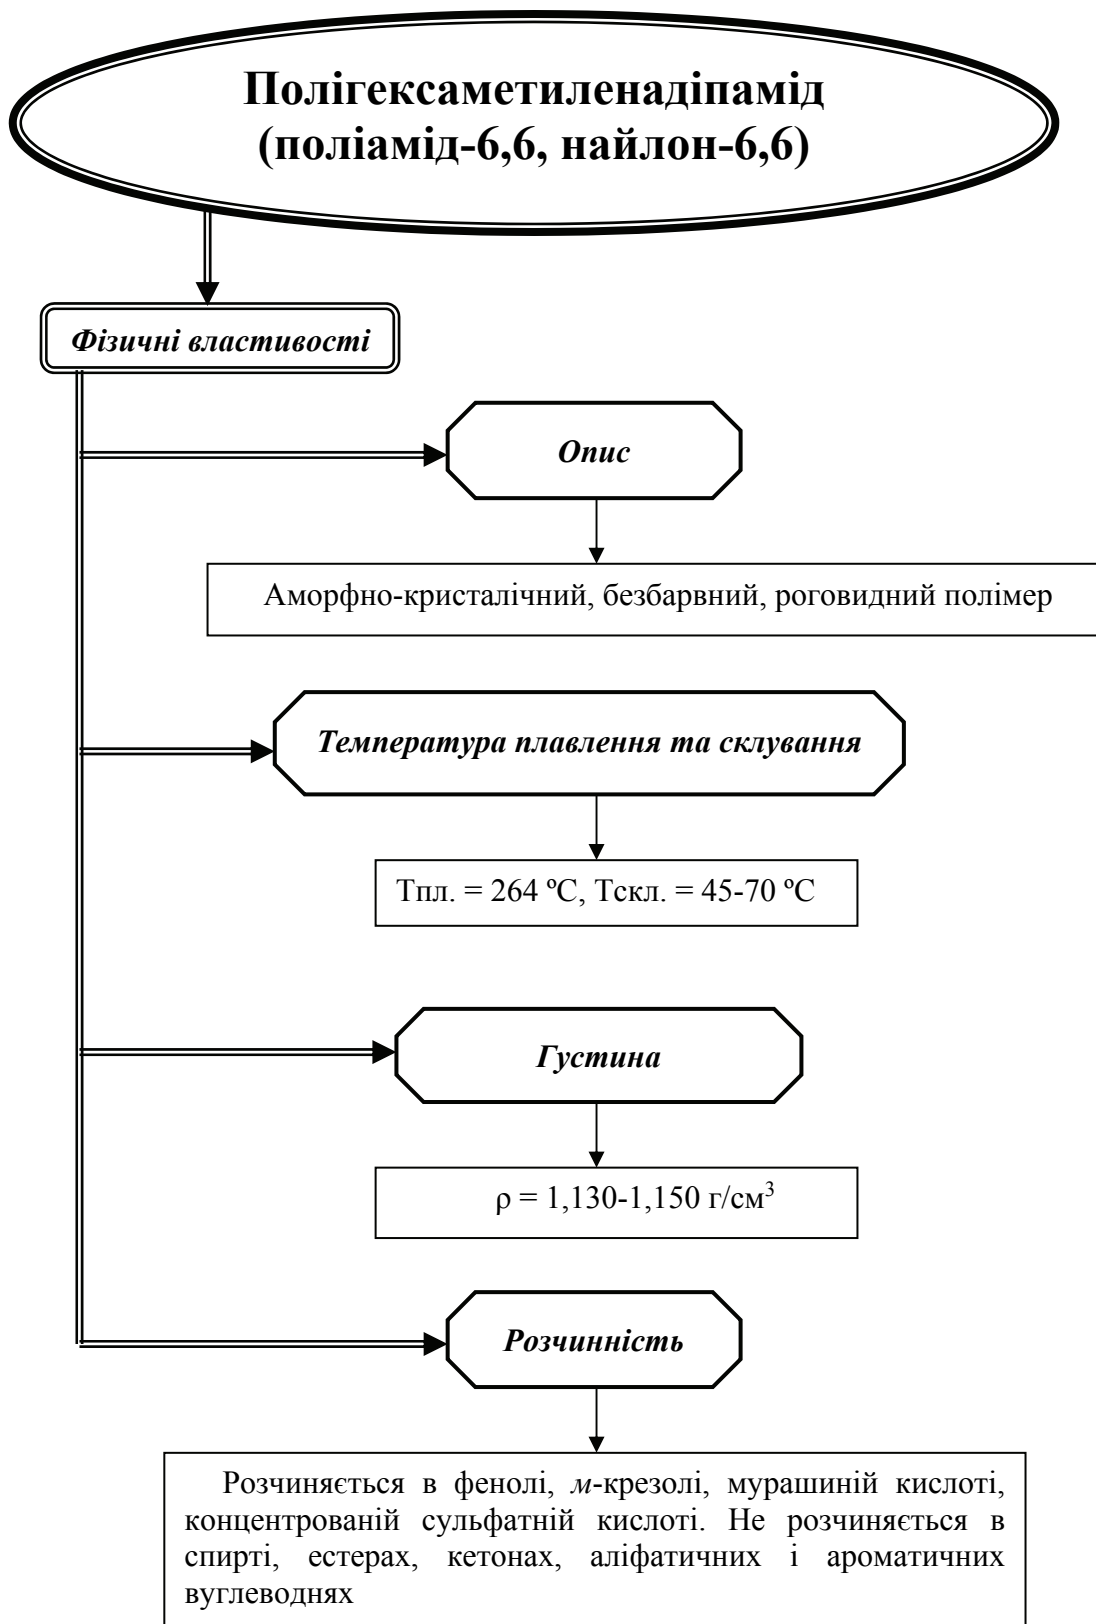 Полігексаметиленадіпамід
(поліамід-6,6, найлон-6,6)
Фізичні властивості
Опис
Аморфно-кристалічний, безбарвний, роговидний полімер
Температура плавлення та склування
Тпл. = 264 ºС, Тскл. = 45-70 ºС
Густина
ρ = 1,130-1,150 г/см³
Розчинність
Розчиняється в фенолі, м-крезолі, мурашиній кислоті,
концентрованій сульфатній кислоті. Не розчиняється в
спирті, естерах, кетонах, аліфатичних і ароматичних
вуглеводнях